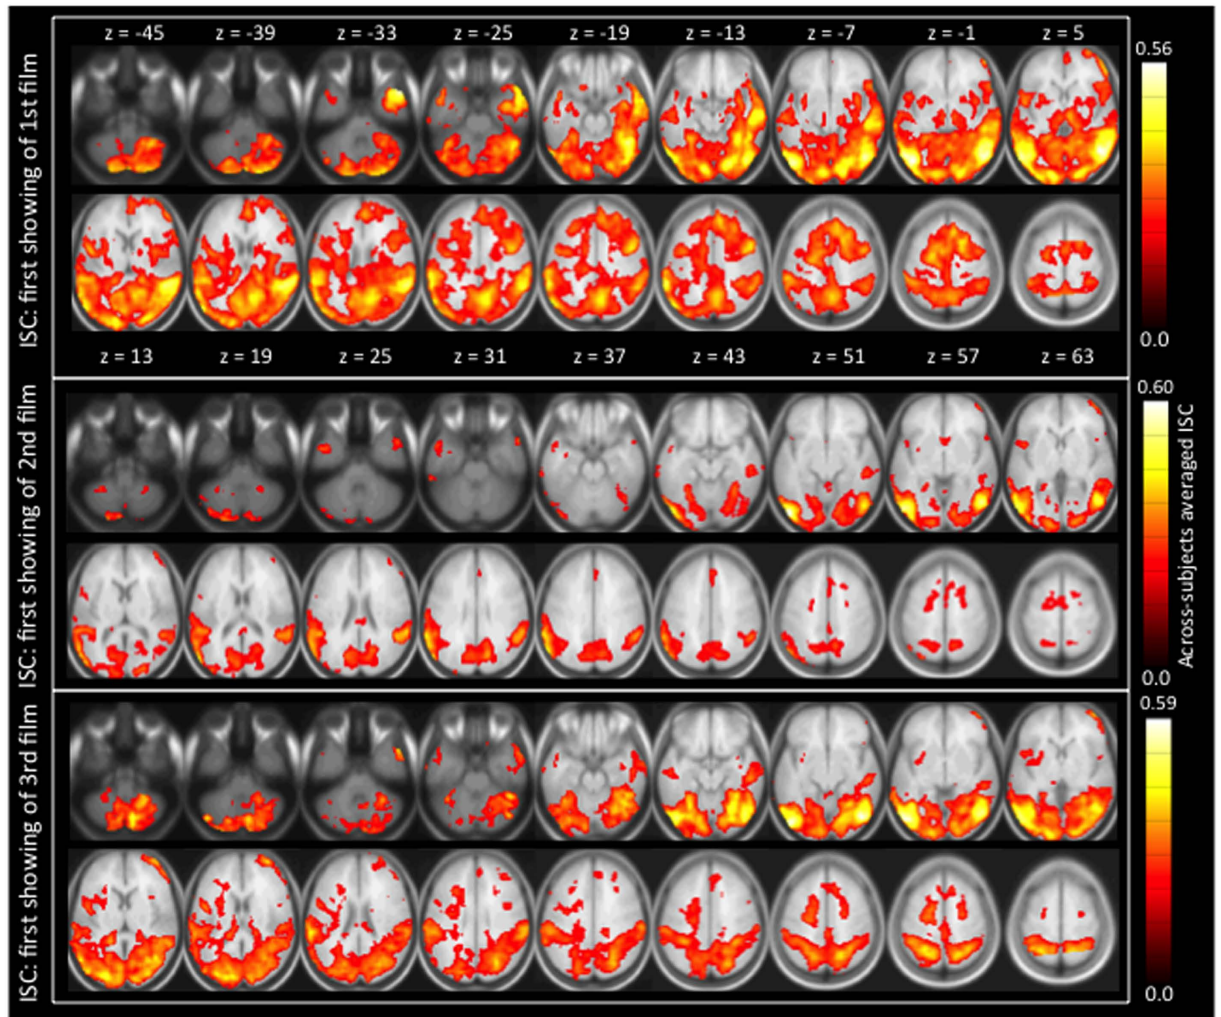 z = -45 z = -39 z = -33 z = -25 z = -19 z = -13 z = -7 z = -1 z = 5
0.56
ISC: first showing of 1st film
0.0
z = 13 z = 19 z = 25 z = 31 z = 37 z = 43 z = 51 z = 57 z = 63
0.60
ISC: first showing of 2nd film
Across-subjects averaged ISC
0.0
0.59
ISC: first showing of 3rd film
0.0